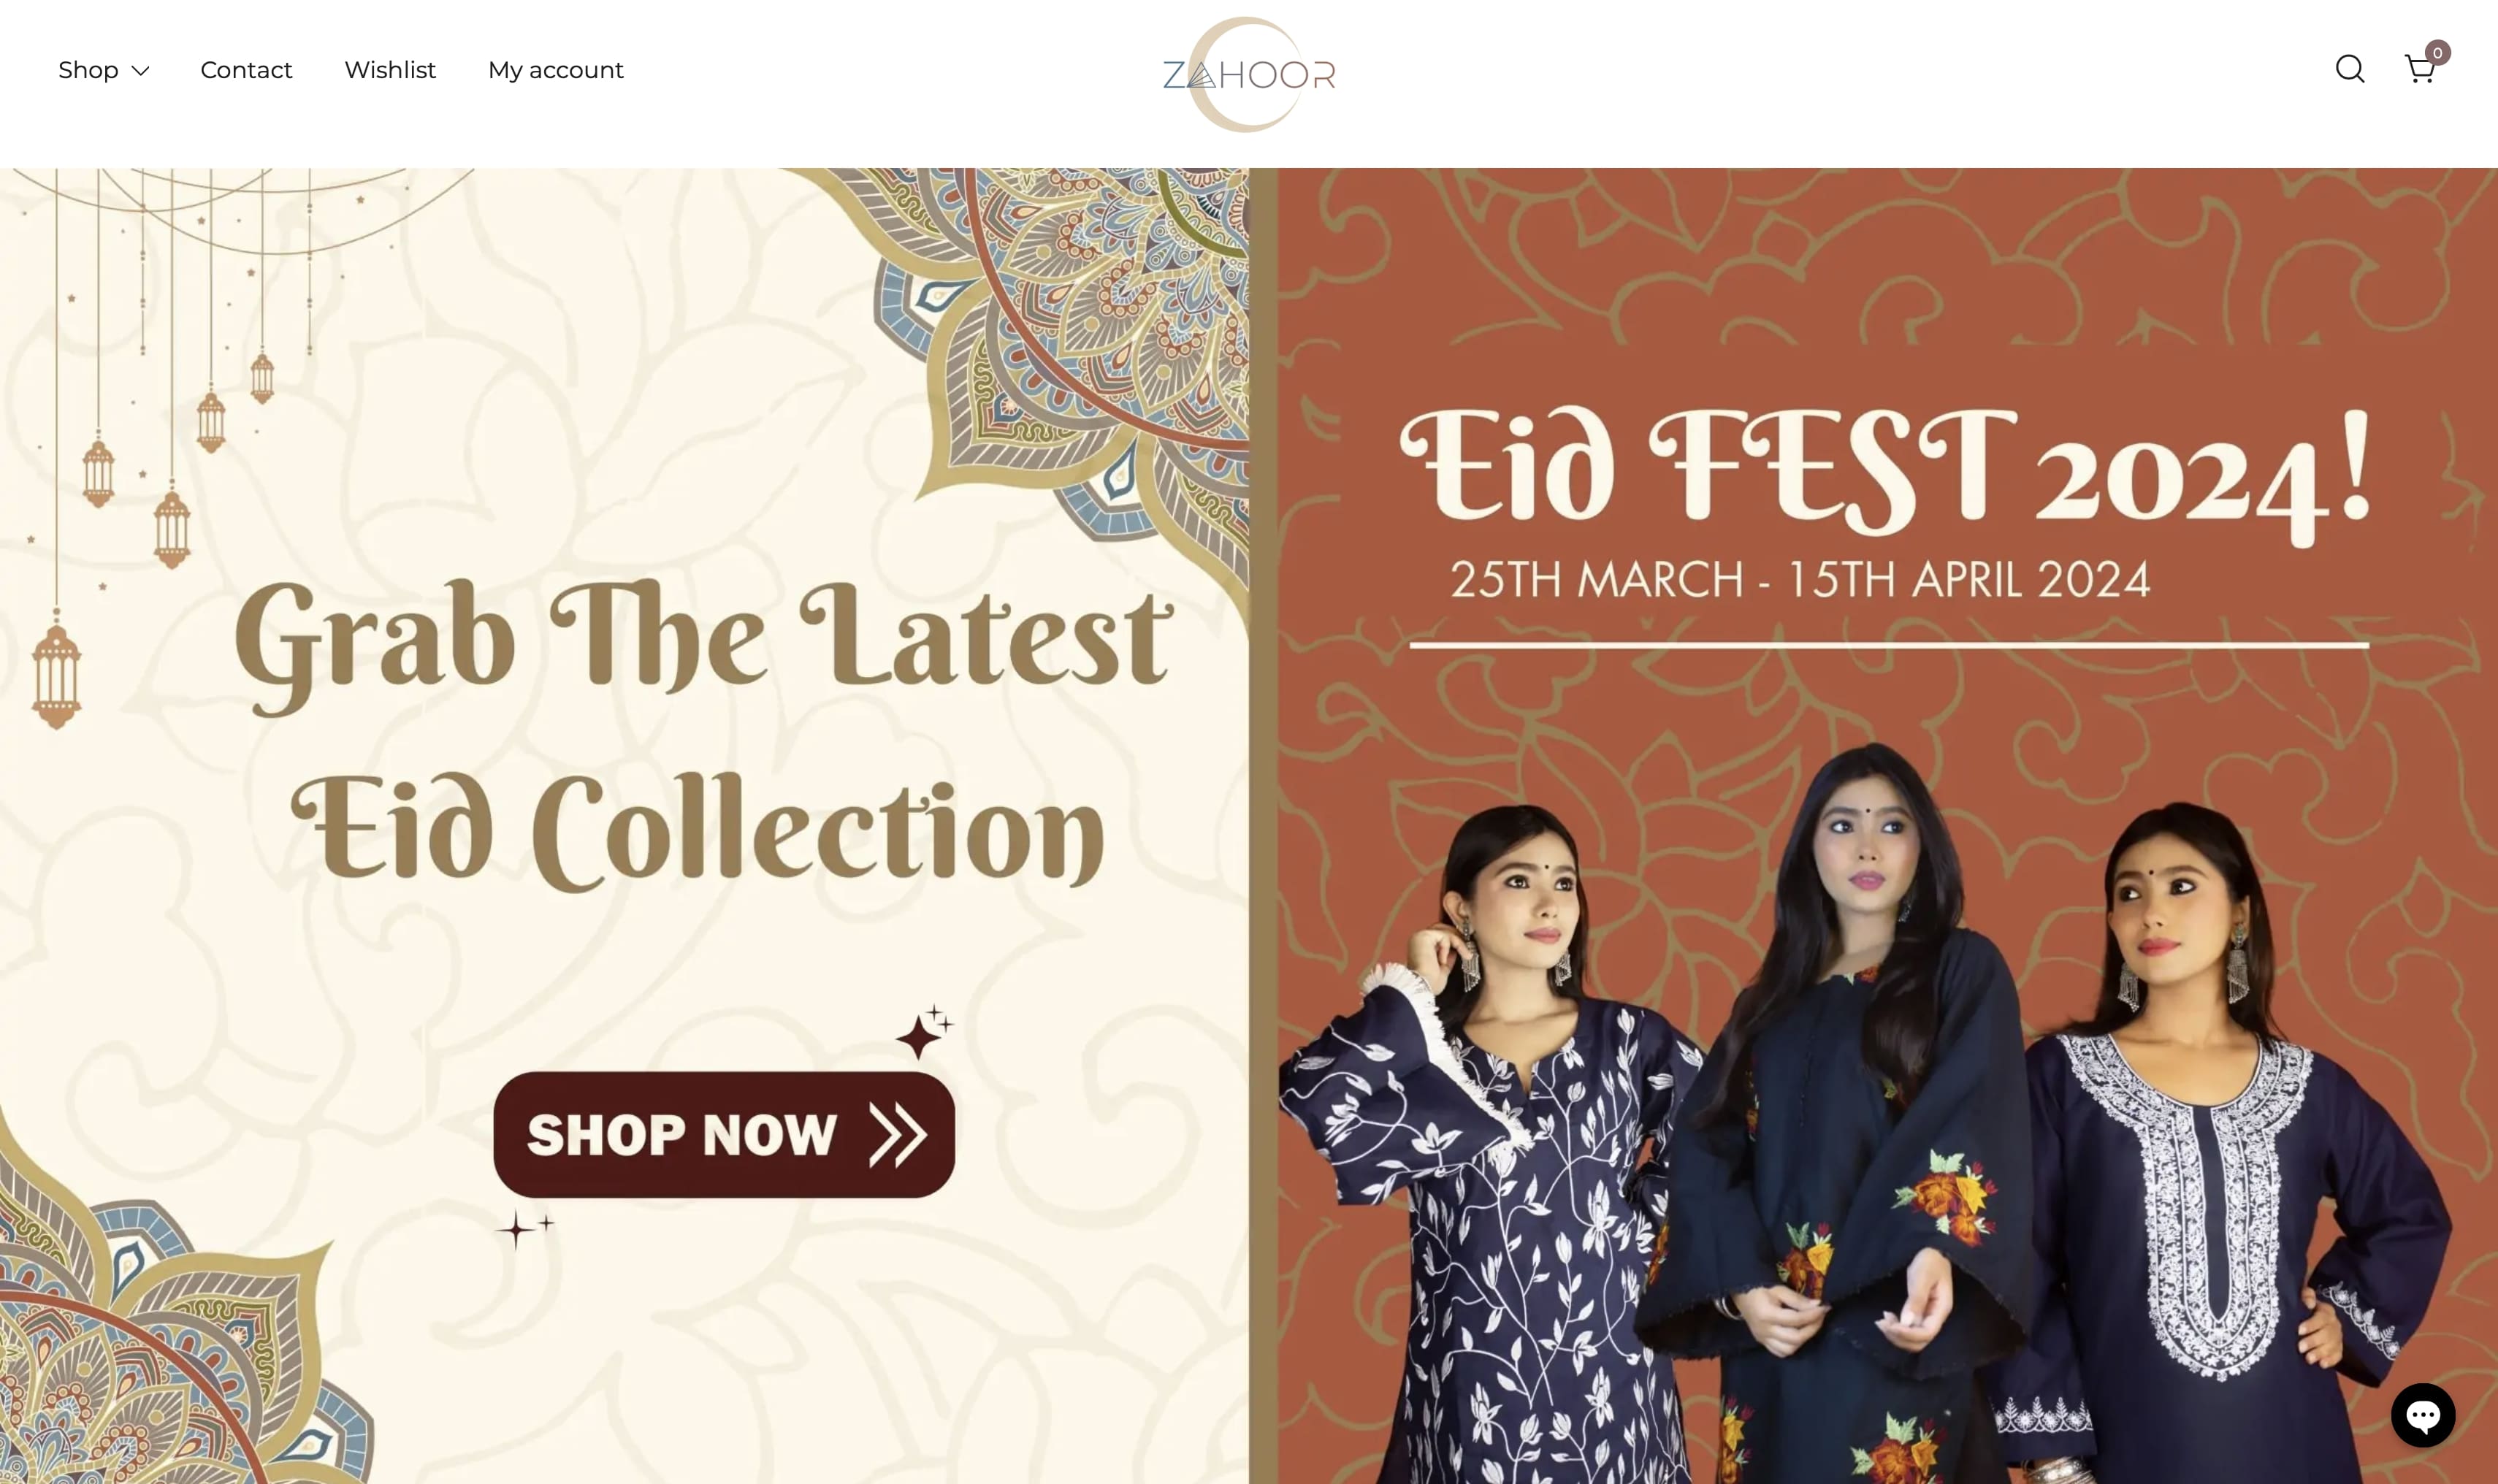 Shop
Contact
Wishlist
My account
ZAHOOR
0
Grab The Latest
Eid Collection
SHOP NOW
Eid FEST 2024!
25TH MARCH - 15TH APRIL 2024